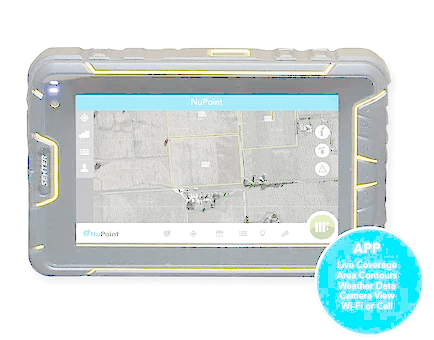 NuPoint
SENTER
NuPoint
APP
Live Coverage
Area Contours
Weather Data
Camera View
Wi-Fi or Cell